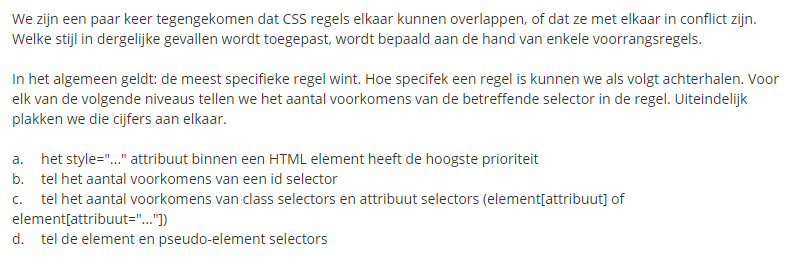 We zijn een paar keer tegengekomen dat CSS regels elkaar kunnen overlappen, of dat ze met elkaar in conflict zijn.
Welke stijl in dergelijke gevallen wordt toegepast, wordt bepaald aan de hand van enkele voorrangsregels.
In het algemeen geldt: de meest specifieke regel wint. Hoe specifek een regel is kunnen we als volgt achterhalen. Voor
elk van de volgende niveaus tellen we het aantal voorkomens van de betreffende selector in de regel. Uiteindelijk
plakken we die cijfers aan elkaar.
a. het style="..." attribuut binnen een HTML element heeft de hoogste prioriteit
b. tel het aantal voorkomens van een id selector
c. tel het aantal voorkomens van class selectors en attribuut selectors (element[attribuut] of
element[attribuut="..."])
d. tel de element en pseudo-element selectors